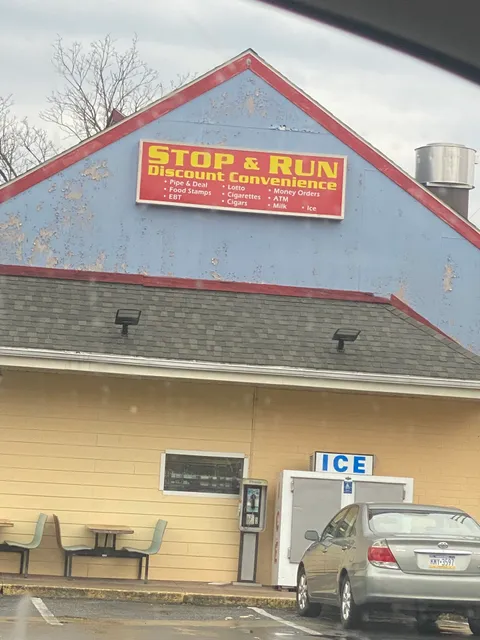 STOP & RUN
Discount Convenience
• Pipe & Deal
• Food Stamps
• EBT
• Lotto
• Cigarettes
• Cigars
• Money Orders
• ATM
• Milk
• Ice
ICE